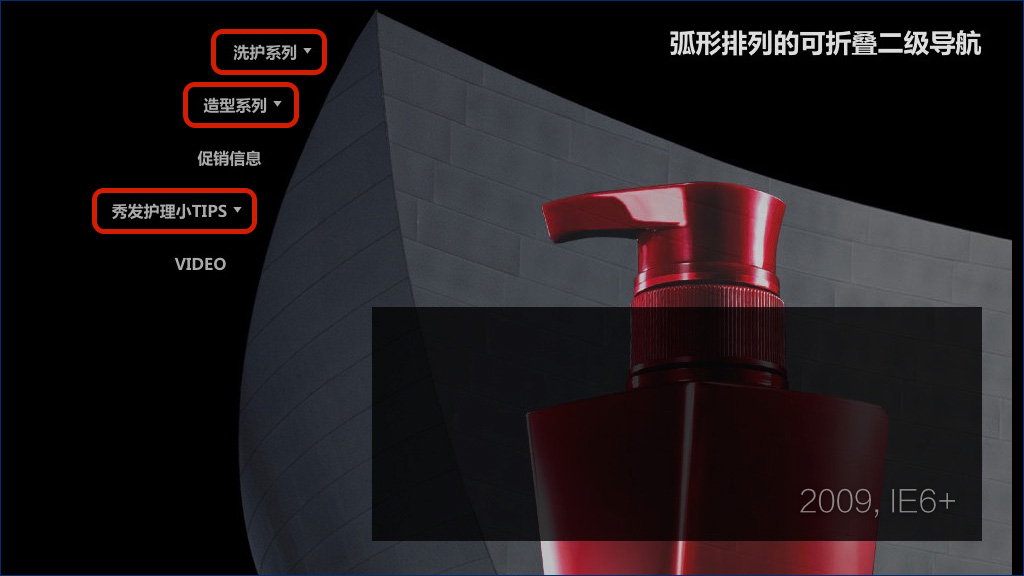 弧形排列的可折叠二级导航
洗护系列
造型系列
促销信息
秀发护理小TIPS
VIDEO
2009, IE6+